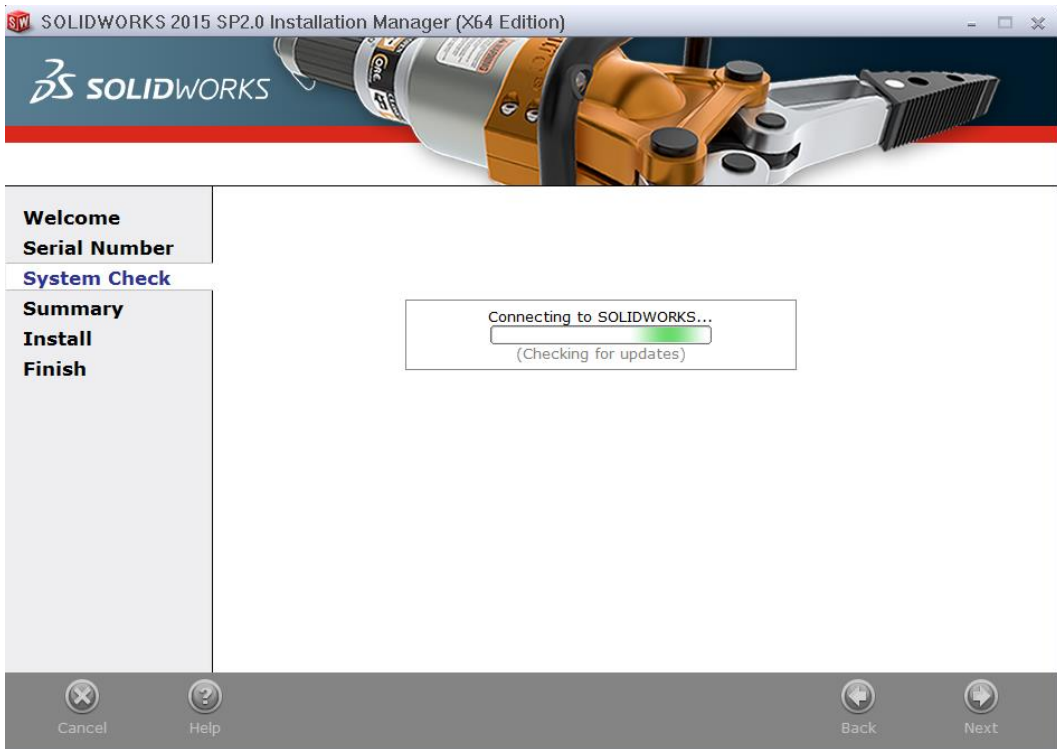 SOLIDWORKS 2015 SP2.0 Installation Manager (X64 Edition)
SOLIDWORKS
ONE
Welcome
Serial Number
System Check
Summary
Install
Finish
Connecting to SOLIDWORKS...
(Checking for updates)
Cancel
Help
Back
Next